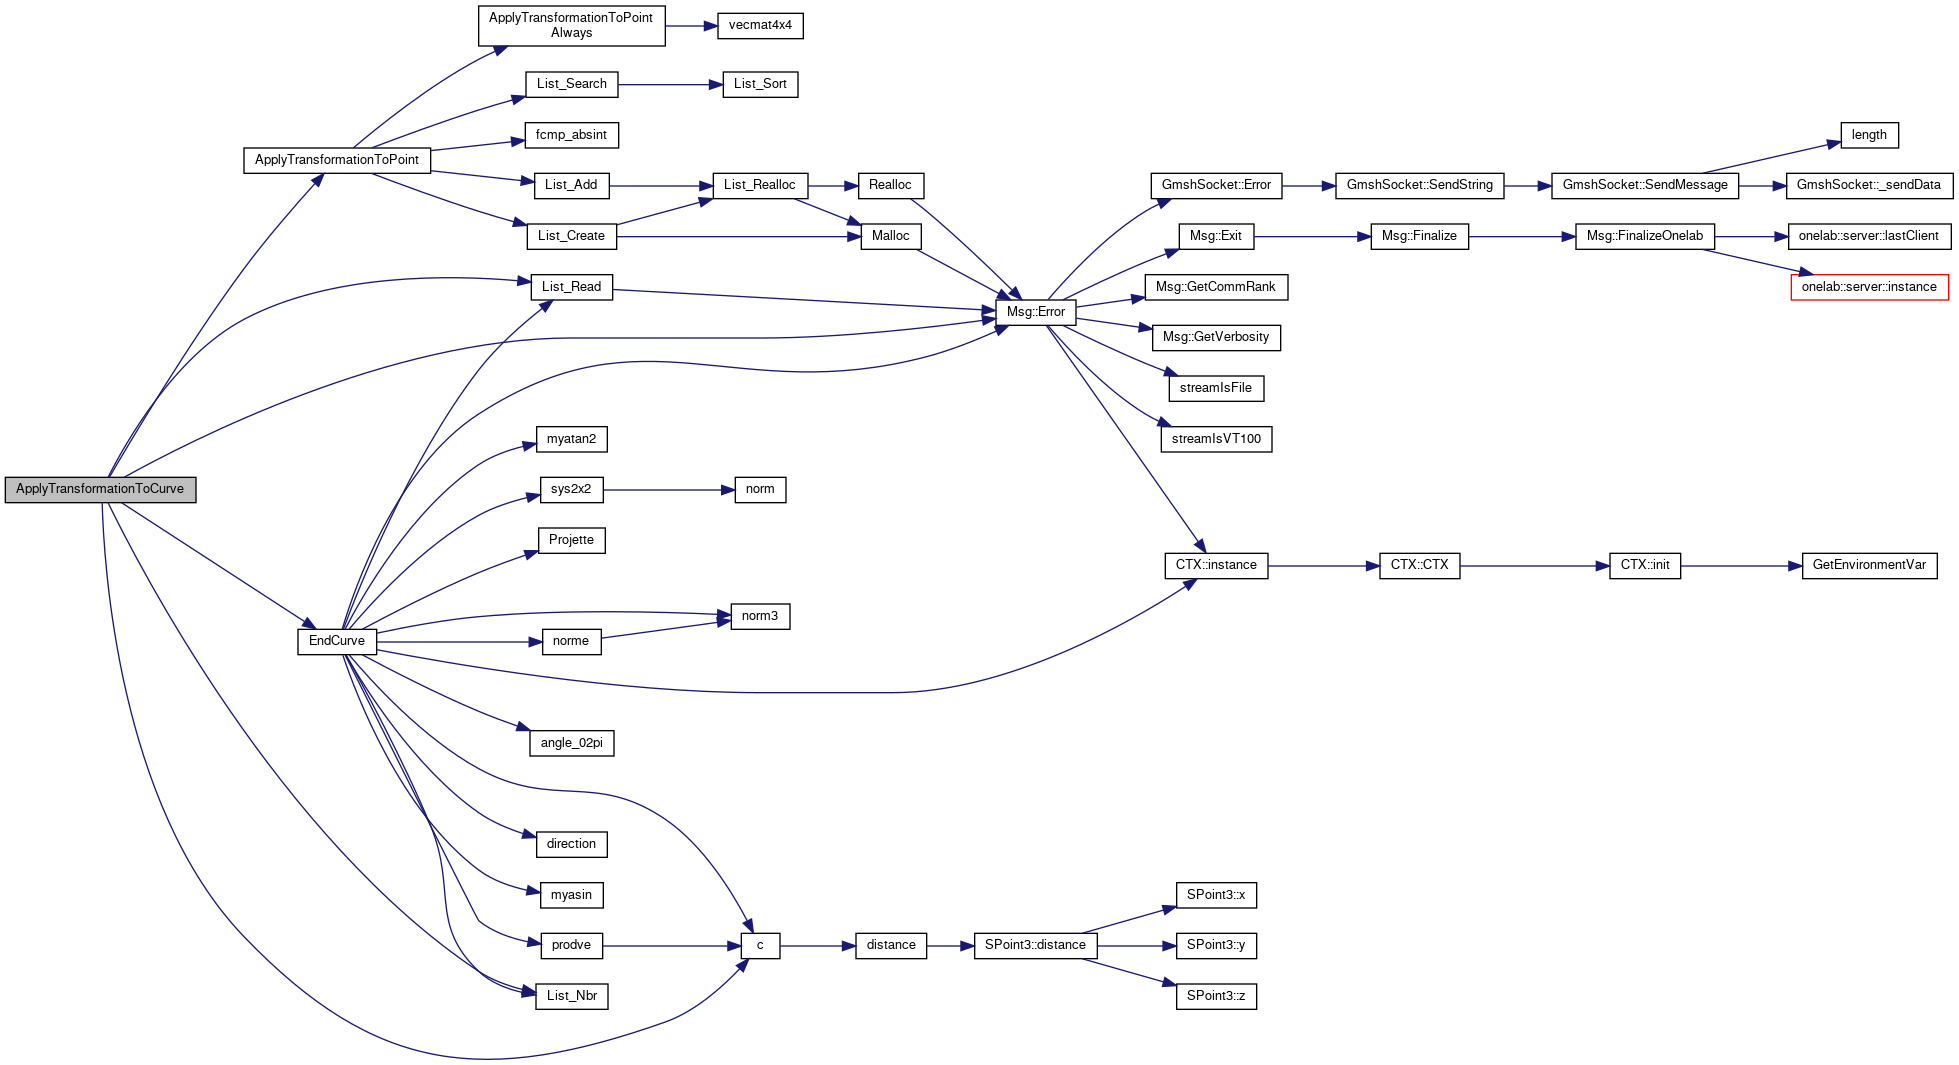 ApplyTransformationToPoint
Always
vecmat4x4
List_Search
List_Sort
fcmp_absint
length
ApplyTransformationToPoint
List_Add
List_Realloc
Realloc
GmshSocket::Error
GmshSocket::SendString
GmshSocket::SendMessage
GmshSocket::_sendData
List_Create
Malloc
Msg::Exit
Msg::Finalize
Msg::FinalizeOnelab
onelab::server::lastClient
List_Read
Msg::GetCommRank
onelab::server::instance
Msg::Error
Msg::GetVerbosity
streamIsFile
myatan2
streamIsVT100
ApplyTransformationToCurve
sys2x2
norm
Projette
CTX::instance
CTX::CTX
CTX::init
GetEnvironmentVar
norm3
EndCurve
norme
angle_02pi
direction
myasin
SPoint3::x
prodve
c
distance
SPoint3::distance
SPoint3::y
List_Nbr
SPoint3::z